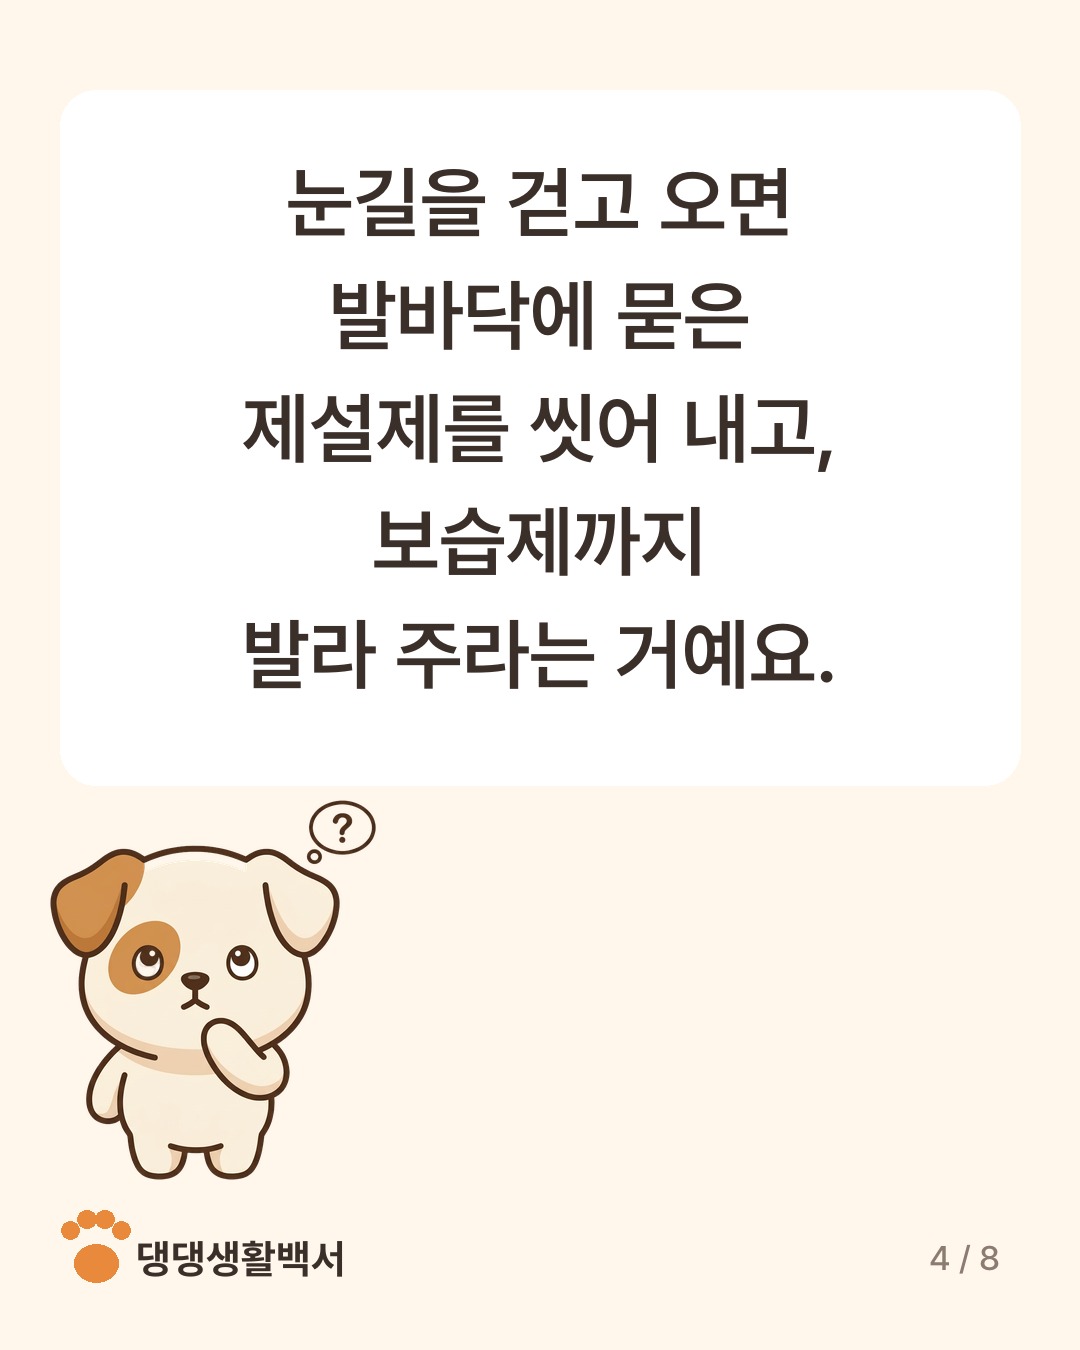 눈길을 걷고 오면
발바닥에 묻은
제설제를 씻어 내고,
보습제까지
발라 주라는 거예요.
?
댕댕생활백서
4 / 8